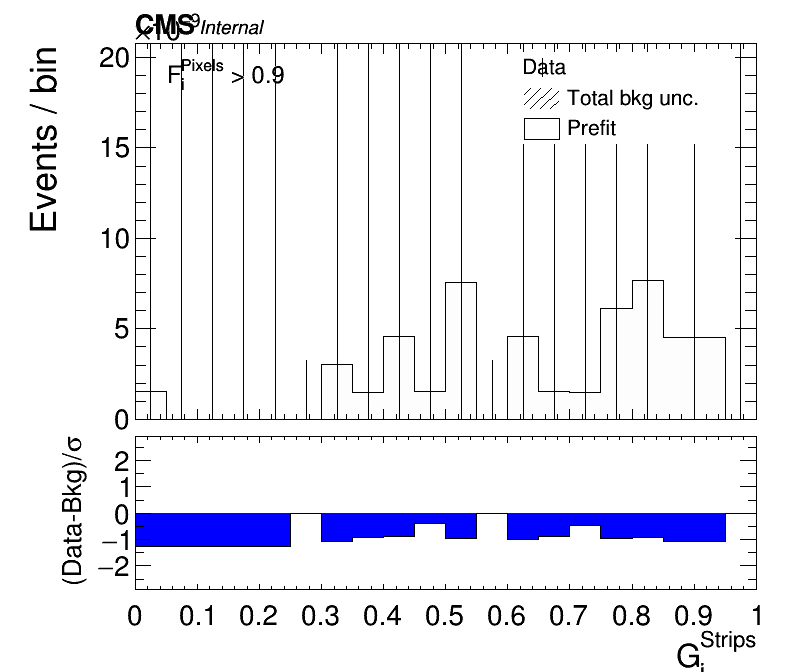 CMS Internal
×10⁹
F_i^Pixels > 0.9
Data
Total bkg unc.
Prefit
Events / bin
20
15
10
5
0
(Data-Bkg)/σ
2
1
0
−1
−2
0 0.1 0.2 0.3 0.4 0.5 0.6 0.7 0.8 0.9 1
G_i^Strips